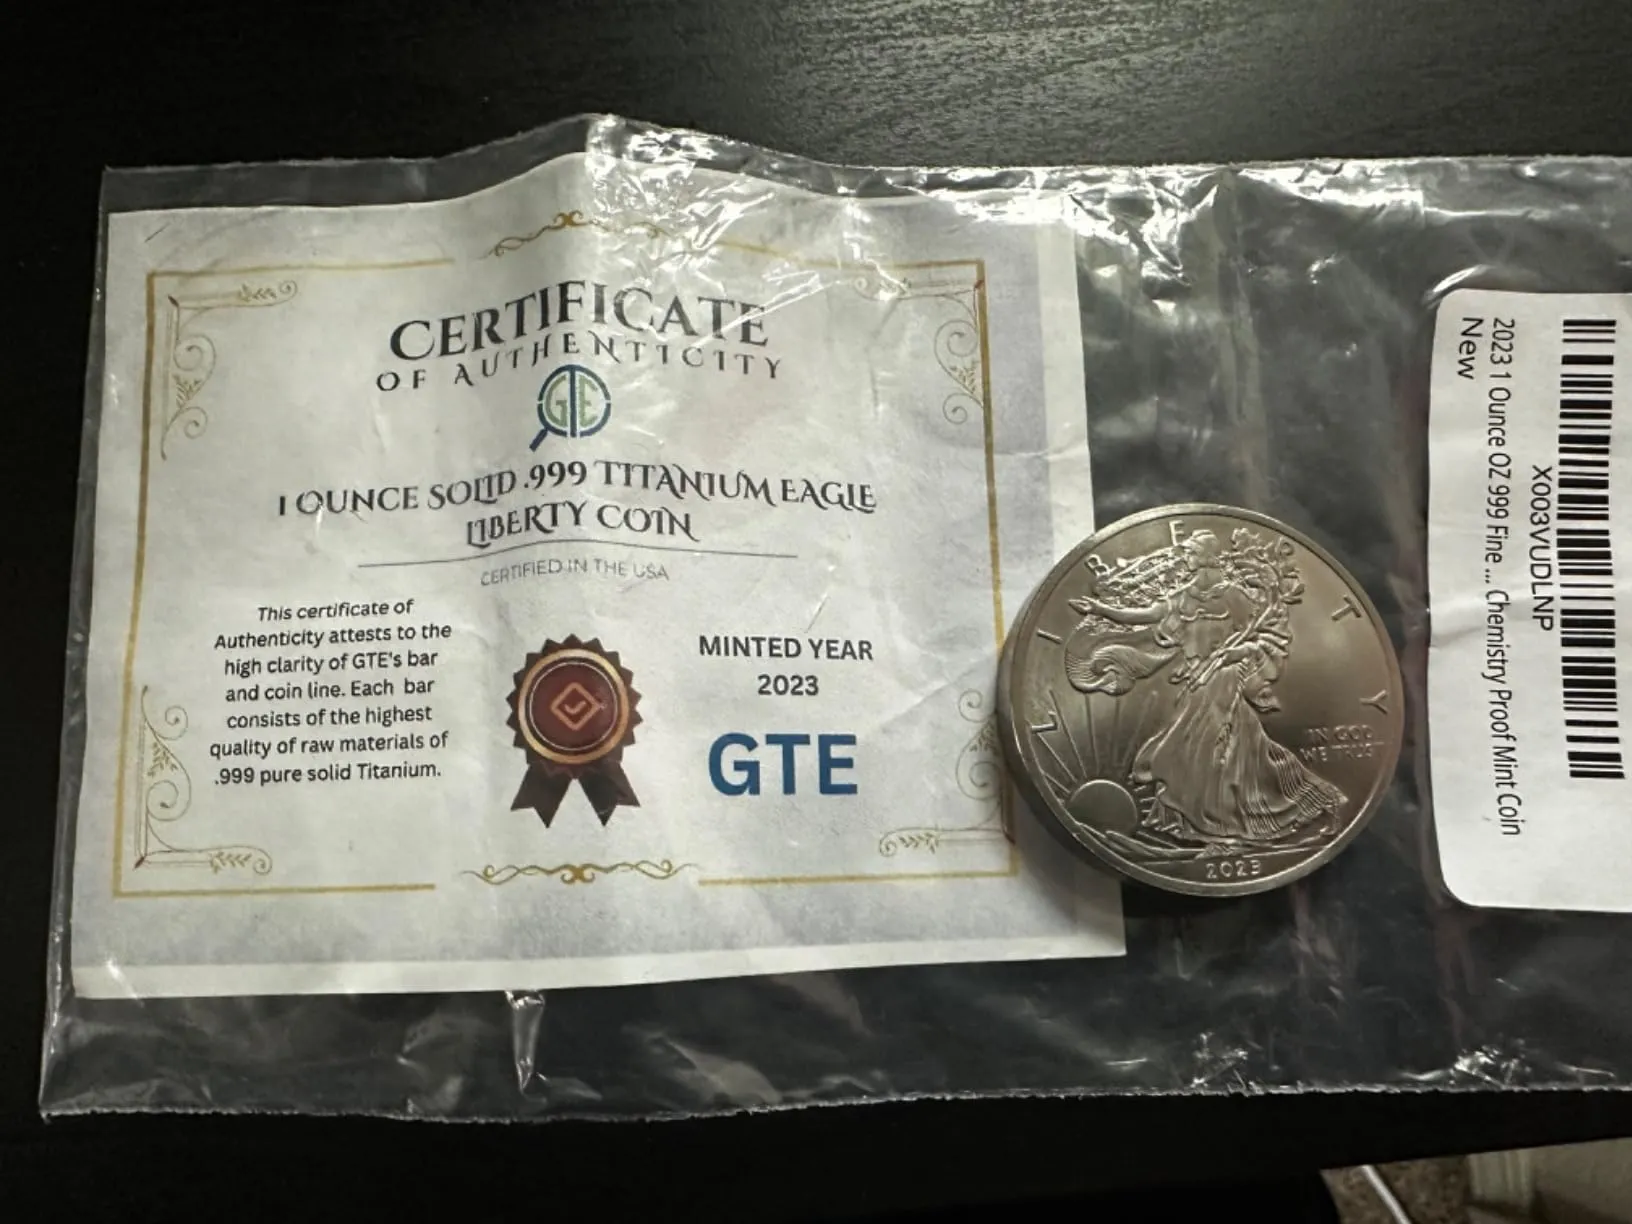 CERTIFICATE
OF AUTHENTICITY
GTE
1 OUNCE SOLID .999 TITANIUM EAGLE
LIBERTY COIN
CERTIFIED IN THE USA
This certificate of
Authenticity attests to the
high clarity of GTE's bar
and coin line. Each bar
consists of the highest
quality of raw materials of
.999 pure solid Titanium.
MINTED YEAR
2023
GTE
LIBERTY
IN GOD
WE TRUST
2023
X003VUDLNP
2023 1 Ounce OZ 999 Fine ... Chemistry Proof Mint Coin
New